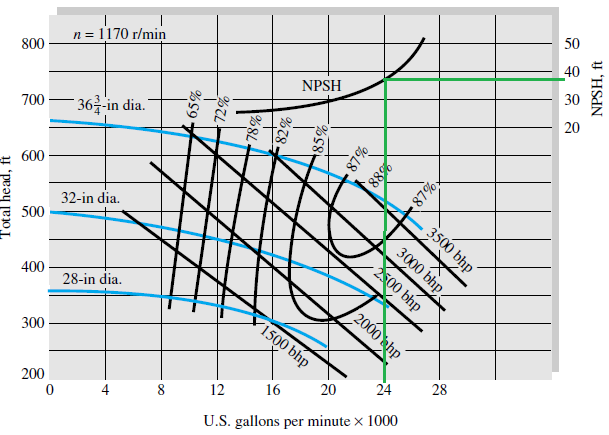 n = 1170 r/min
800
700
600
500
400
300
200
Total head, ft
50
40
30
20
NPSH, ft
NPSH
36 3/4-in dia.
32-in dia.
28-in dia.
65%
72%
78%
82%
85%
87%
88%
87%
3500 bhp
3000 bhp
2500 bhp
2000 bhp
1500 bhp
0 4 8 12 16 20 24 28
U.S. gallons per minute × 1000